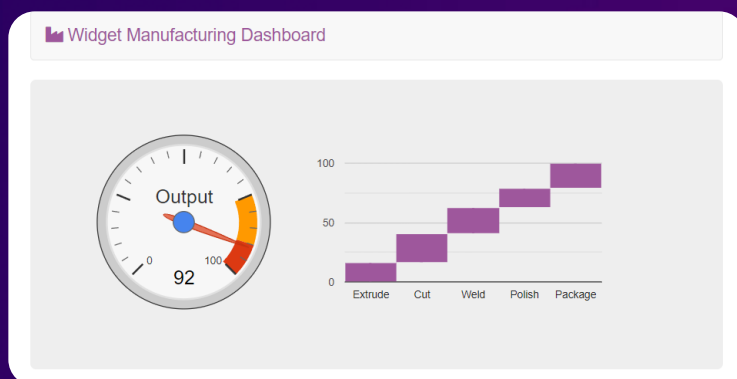 Widget Manufacturing Dashboard
Output
0
100
92
100
50
0
Extrude Cut Weld Polish Package